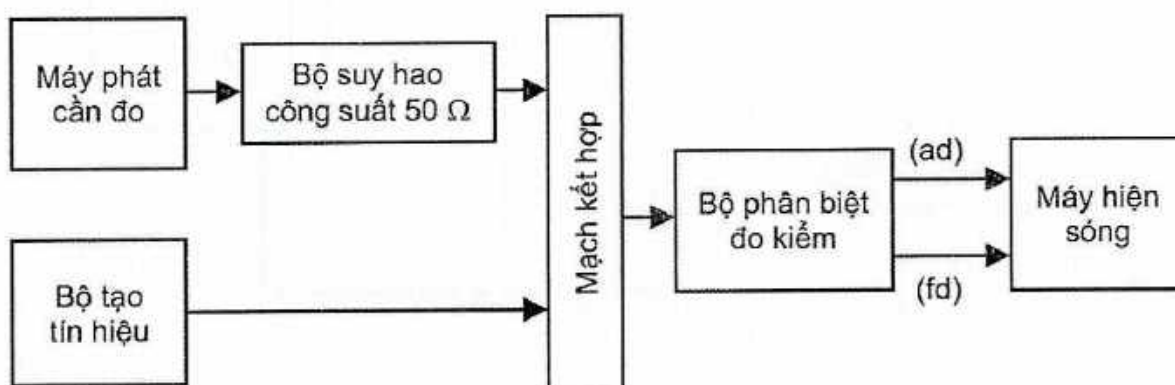 Máy phát
cần đo
Bộ suy hao
công suất 50 Ω
Bộ tạo
tín hiệu
Mạch kết hợp
Bộ phân biệt
đo kiểm
(ad)
(fd)
Máy hiện
sóng